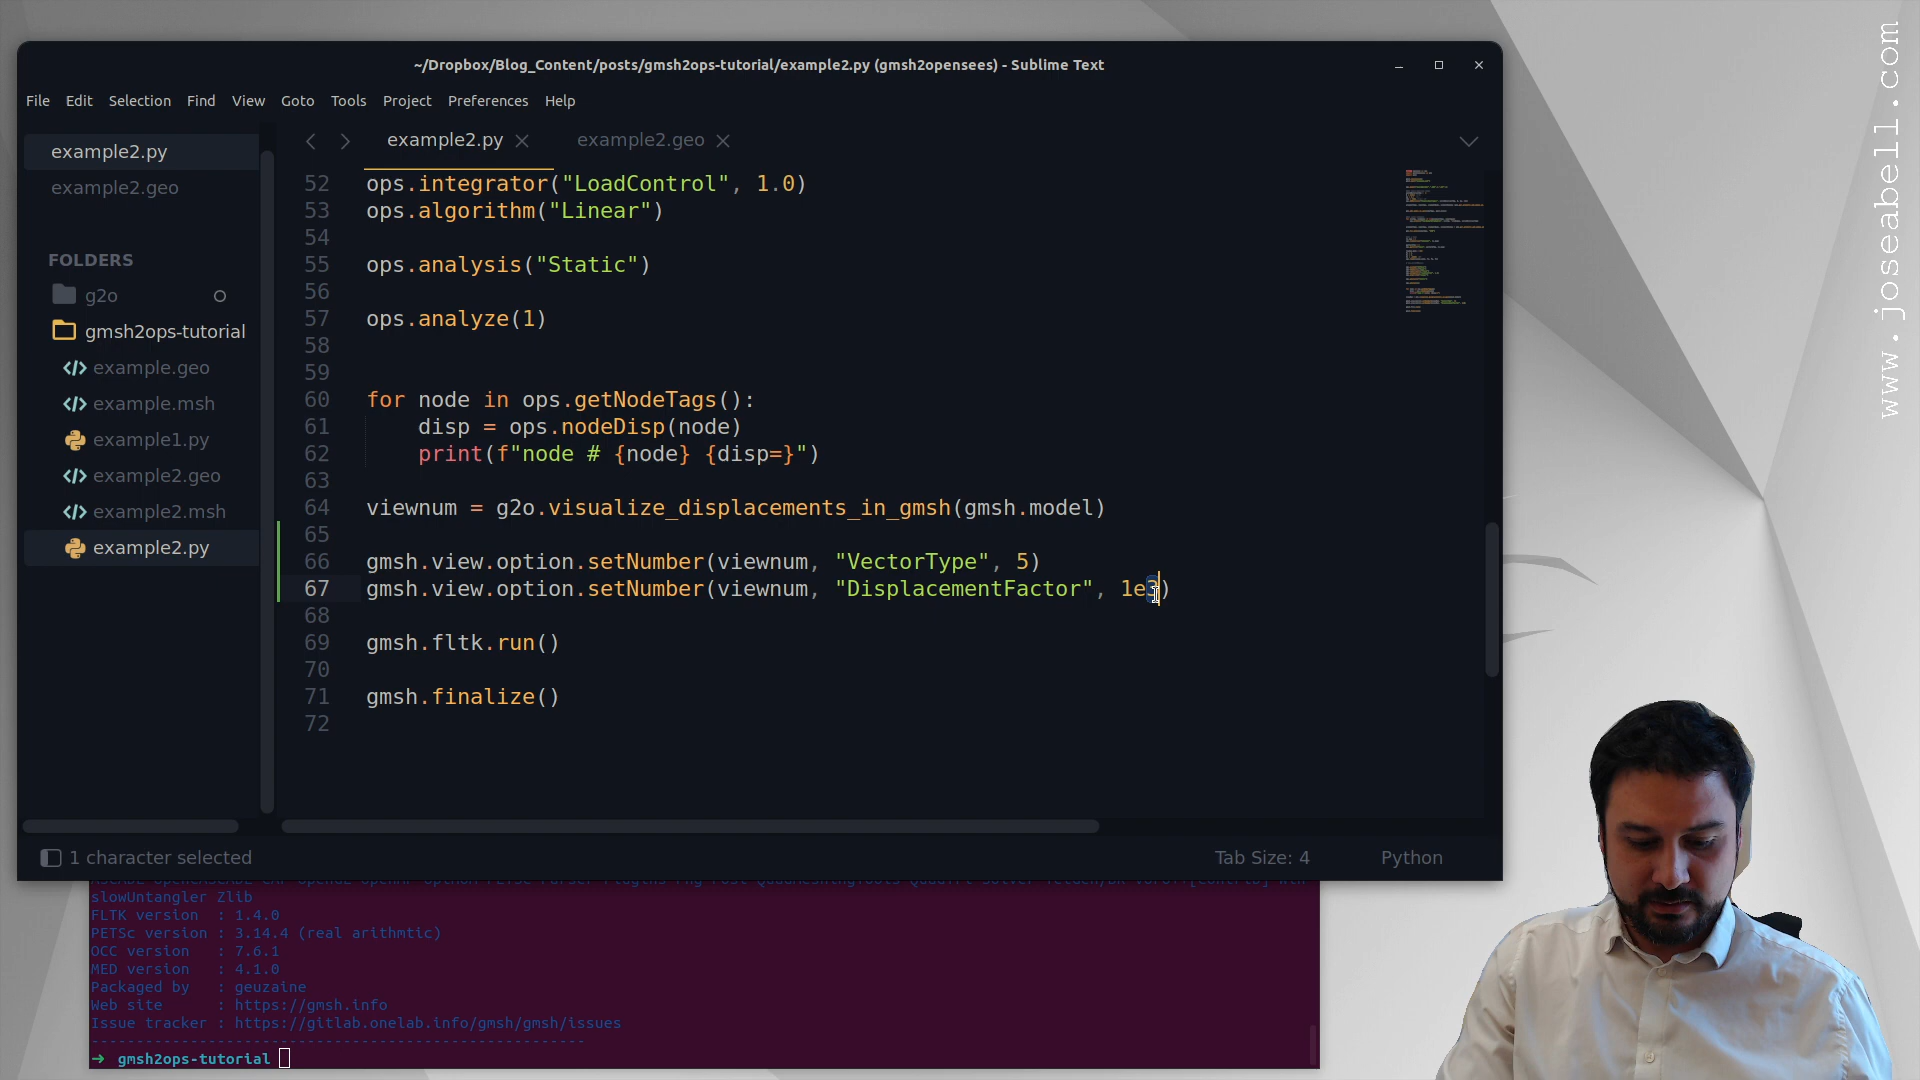 ~/Dropbox/Blog_Content/posts/gmsh2ops-tutorial/example2.py (gmsh2opensees) - Sublime Text
File Edit Selection Find View Goto Tools Project Preferences Help
example2.py
example2.geo
FOLDERS
g2o
gmsh2ops-tutorial
example.geo
example.msh
example1.py
example2.geo
example2.msh
example2.py
example2.py example2.geo
52 ops.integrator("LoadControl", 1.0)
53 ops.algorithm("Linear")
54
55 ops.analysis("Static")
56
57 ops.analyze(1)
58
59
60 for node in ops.getNodeTags():
61     disp = ops.nodeDisp(node)
62     print(f"node # {node} {disp=}")
63
64 viewnum = g2o.visualize_displacements_in_gmsh(gmsh.model)
65
66 gmsh.view.option.setNumber(viewnum, "VectorType", 5)
67 gmsh.view.option.setNumber(viewnum, "DisplacementFactor", 1e3)
68
69 gmsh.fltk.run()
70
71 gmsh.finalize()
72
1 character selected
Tab Size: 4
Python
slowUntangler Zlib
FLTK version : 1.4.0
PETSc version : 3.14.4 (real arithmtic)
OCC version : 7.6.1
MED version : 4.1.0
Packaged by : geuzaine
Web site : https://gmsh.info
Issue tracker : https://gitlab.onelab.info/gmsh/gmsh/issues
➜ gmsh2ops-tutorial
www.joseabell.com